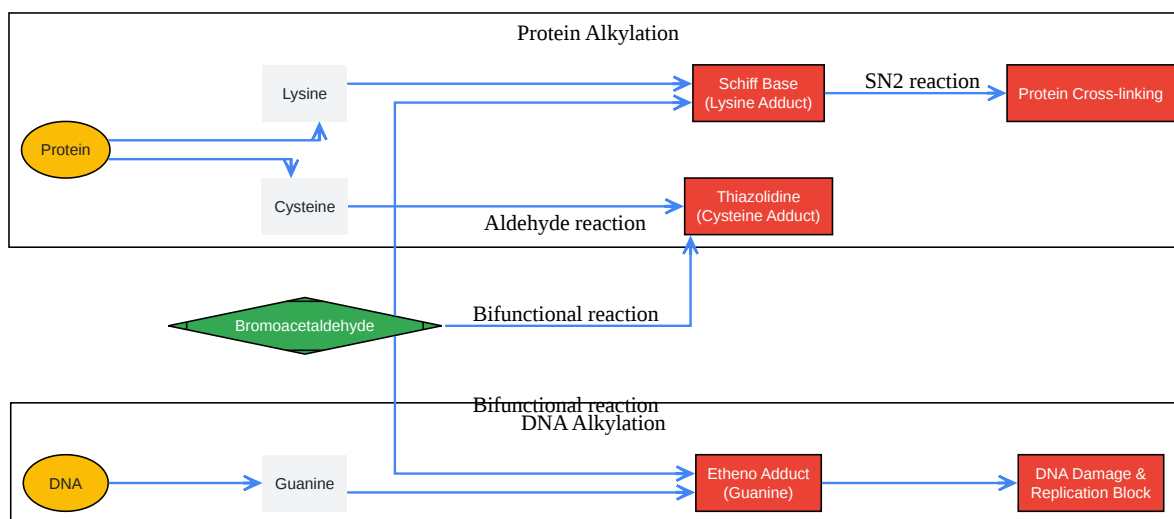 Protein Alkylation
Lysine
Schiff Base
(Lysine Adduct)
SN2 reaction
Protein Cross-linking
Protein
Cysteine
Thiazolidine
(Cysteine Adduct)
Aldehyde reaction
Bromoacetaldehyde
Bifunctional reaction
Bifunctional reaction
DNA Alkylation
DNA
Guanine
Etheno Adduct
(Guanine)
DNA Damage &
Replication Block